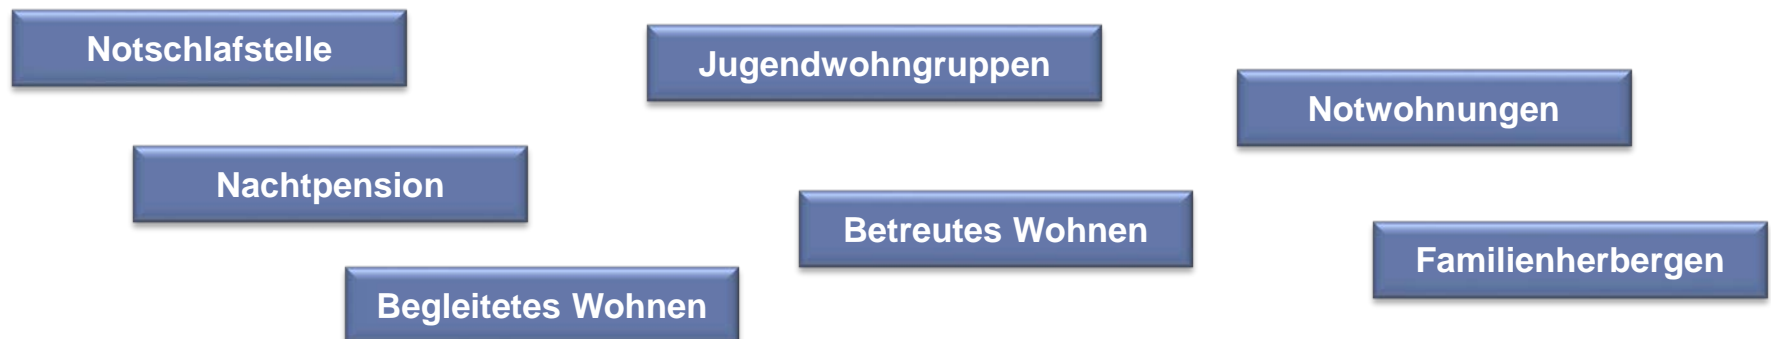 Notschlafstelle
Jugendwohngruppen
Notwohnungen
Nachtpension
Betreutes Wohnen
Familienherbergen
Begleitetes Wohnen